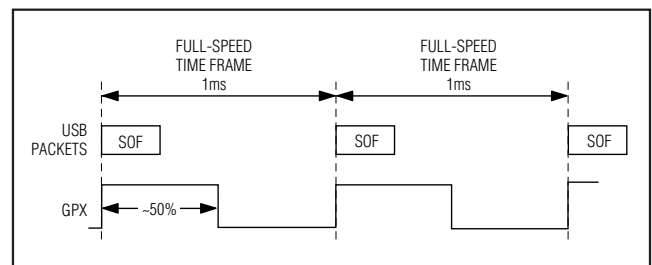 FULL-SPEED
TIME FRAME
1ms
FULL-SPEED
TIME FRAME
1ms
USB
PACKETS
SOF
SOF
SOF
GPX
~50%